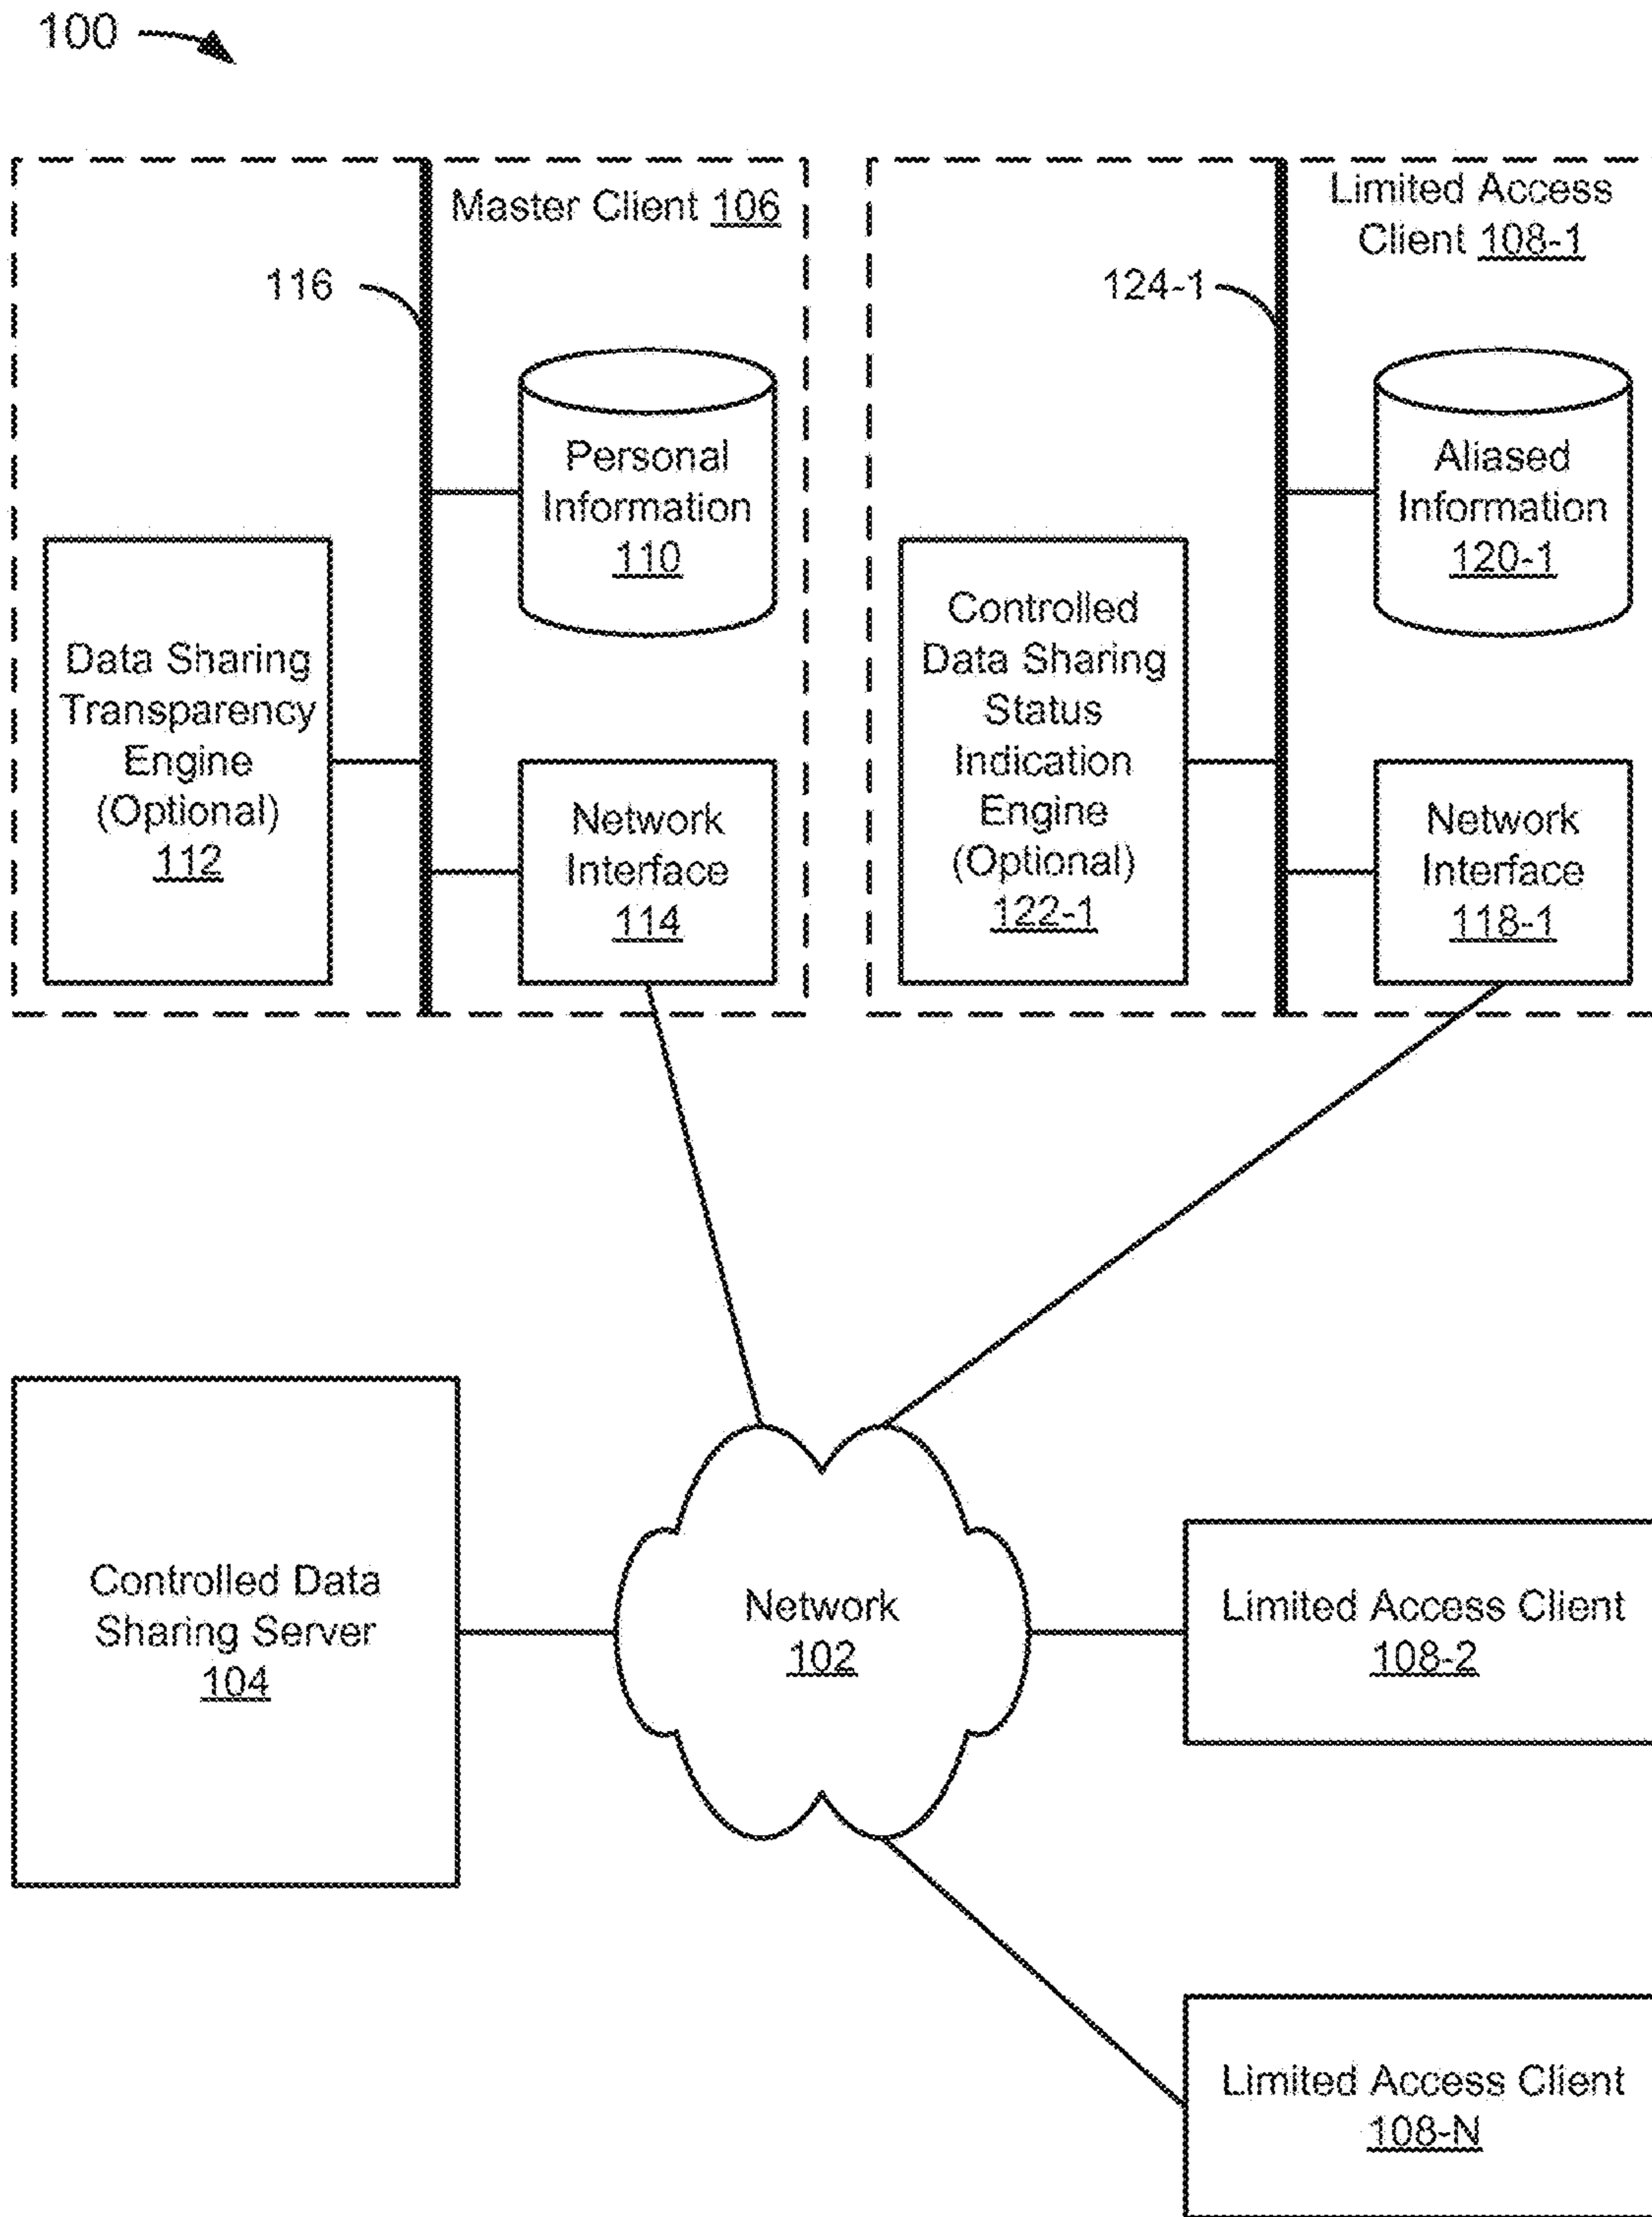 100
Master Client 106
116
Personal
Information
110
Data Sharing
Transparency
Engine
(Optional)
112
Network
Interface
114
Limited Access
Client 108-1
124-1
Aliased
Information
120-1
Controlled
Data Sharing
Status
Indication
Engine
(Optional)
122-1
Network
Interface
118-1
Controlled Data
Sharing Server
104
Network
102
Limited Access Client
108-2
Limited Access Client
108-N